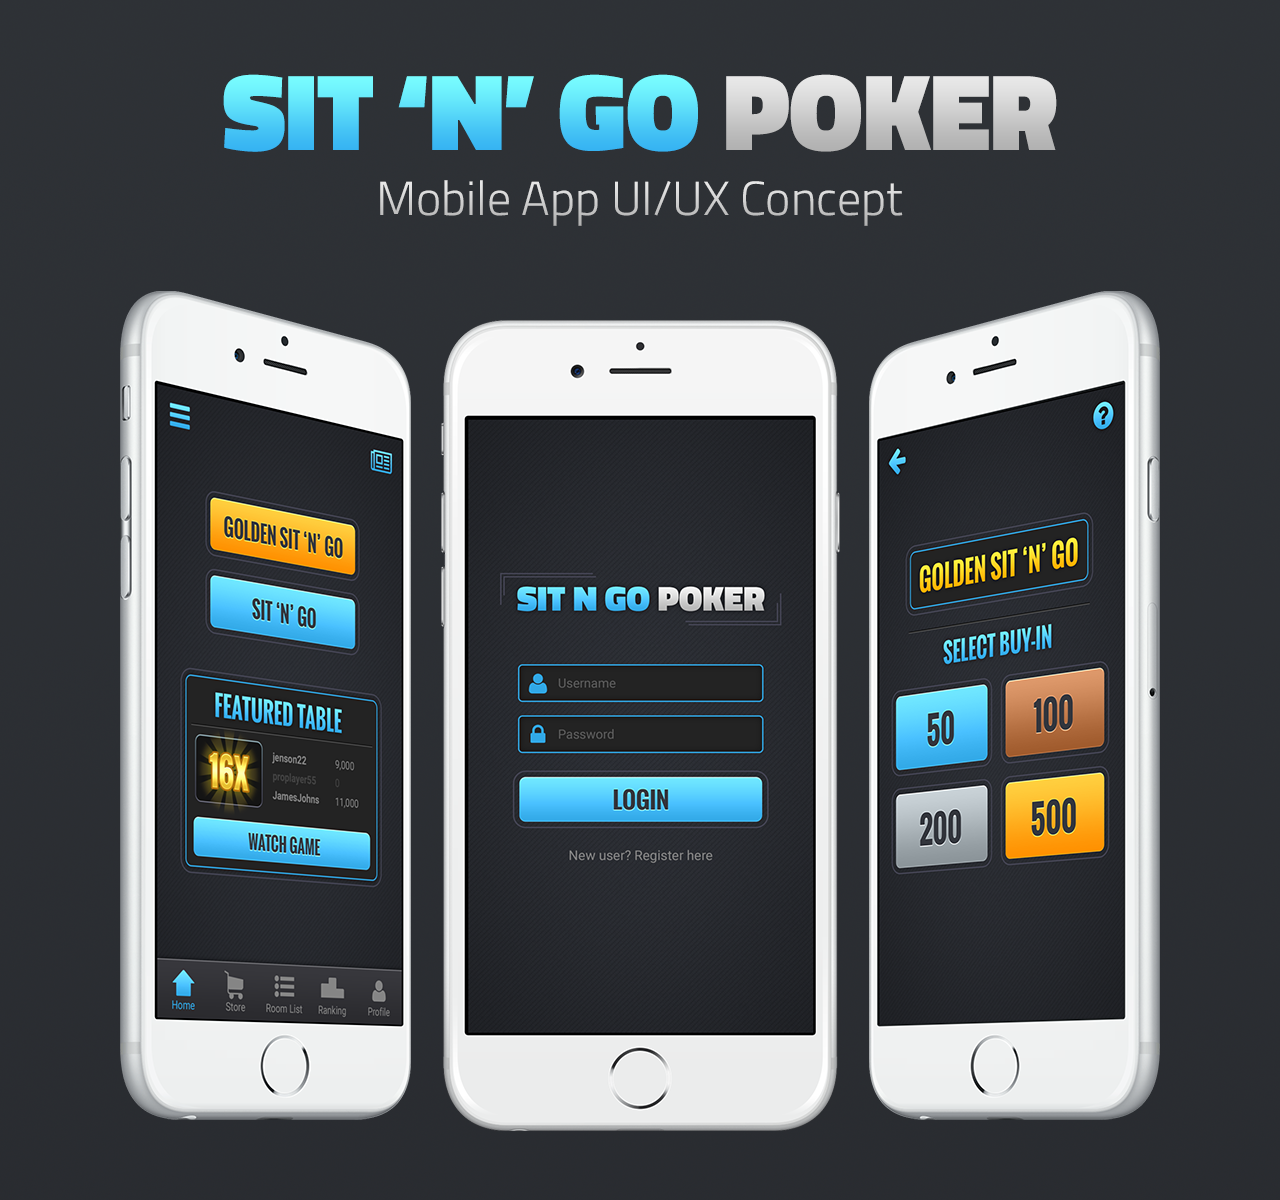 SIT ‘N’ GO POKER
Mobile App UI/UX Concept
GOLDEN SIT ‘N’ GO
SIT ‘N’ GO
FEATURED TABLE
16X
jenson22 9,000
proplayer55 0
JamesJohns 11,000
WATCH GAME
Home Store Room List Ranking Profile
SIT N GO POKER
Username
Password
LOGIN
New user? Register here
?
GOLDEN SIT ‘N’ GO
SELECT BUY-IN
50 100
200 500